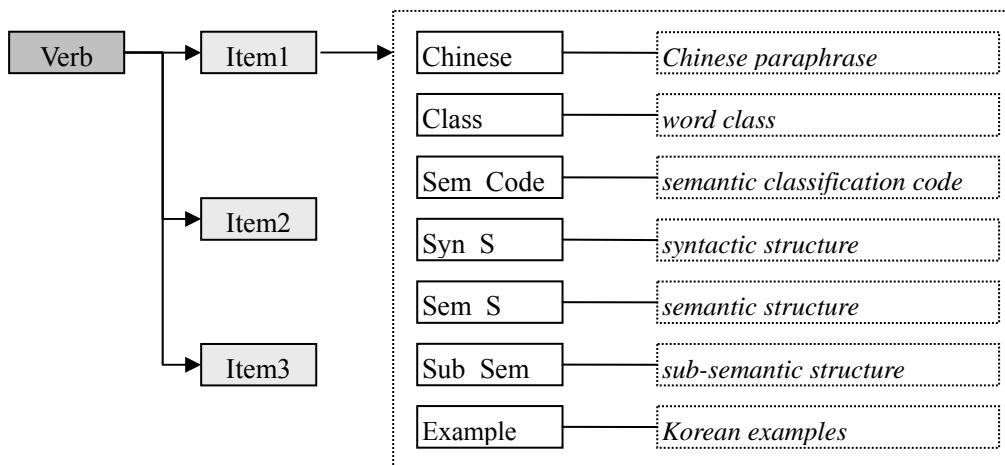 Verb
Item1
Item2
Item3
Chinese
Chinese paraphrase
Class
word class
Sem Code
semantic classification code
Syn S
syntactic structure
Sem S
semantic structure
Sub Sem
sub-semantic structure
Example
Korean examples